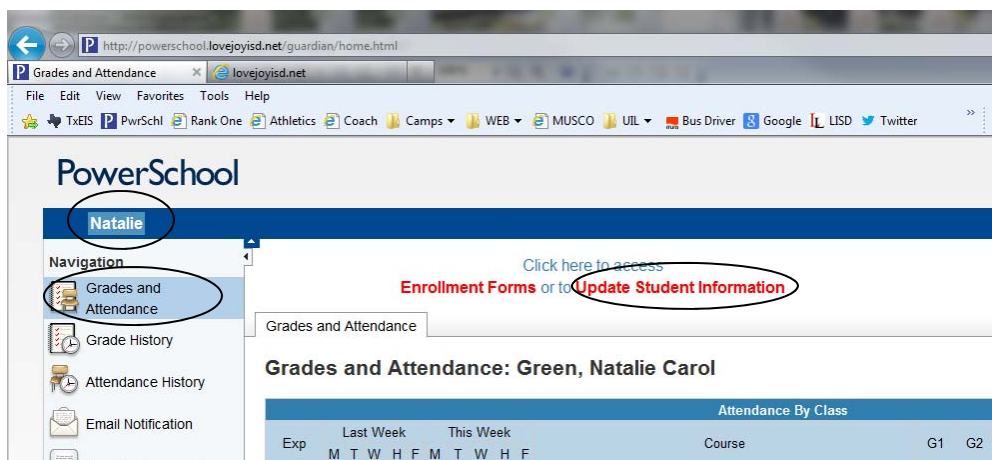 http://powerschool.lovejoyisd.net/guardian/home.html
Grades and Attendance × lovejoyisd.net
File Edit View Favorites Tools Help
TxEIS PwrSchl Rank One Athletics Coach Camps WEB MUSCO UIL Bus Driver Google LISD Twitter »
PowerSchool
Natalie
Navigation
Click here to access
Grades and
Attendance
Enrollment Forms or to Update Student Information
Grades and Attendance
Grade History
Grades and Attendance: Green, Natalie Carol
Attendance History
Attendance By Class
Email Notification
Last Week This Week
Exp Course G1 G2
M T W H F M T W H F